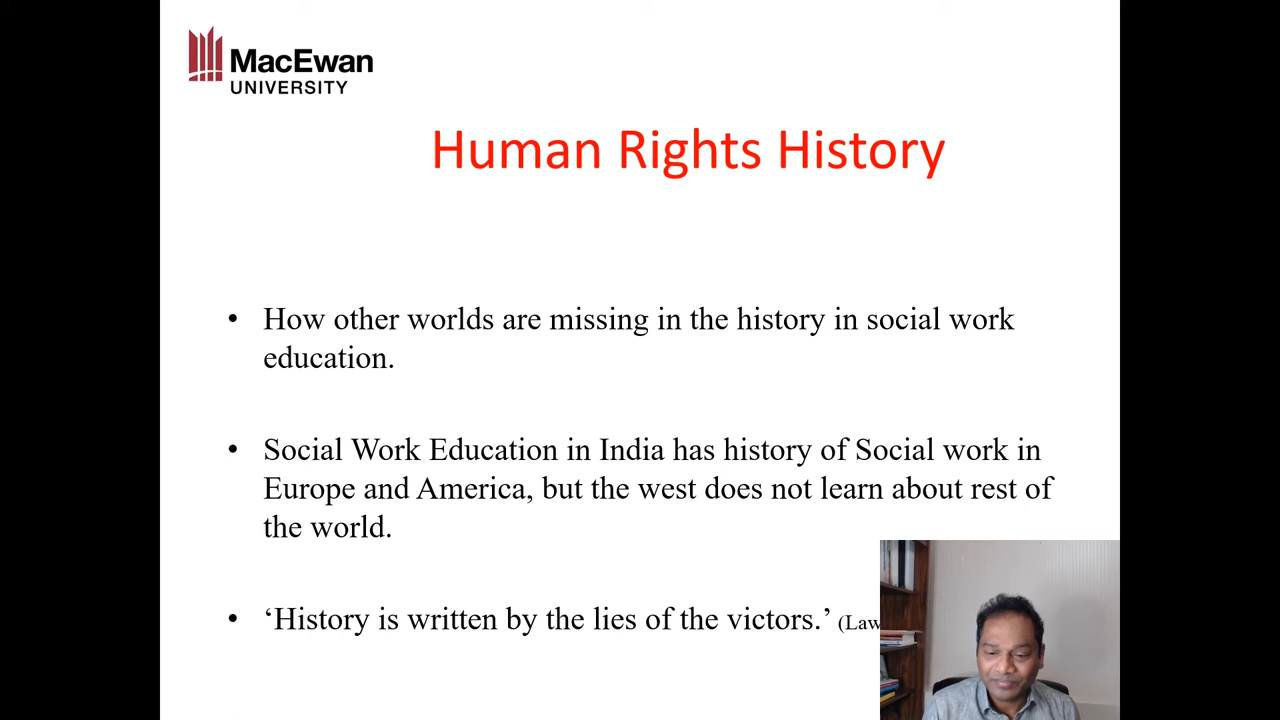 MacEwan
UNIVERSITY
Human Rights History
• How other worlds are missing in the history in social work
education.
• Social Work Education in India has history of Social work in
Europe and America, but the west does not learn about rest of
the world.
• ‘History is written by the lies of the victors.’ (Law